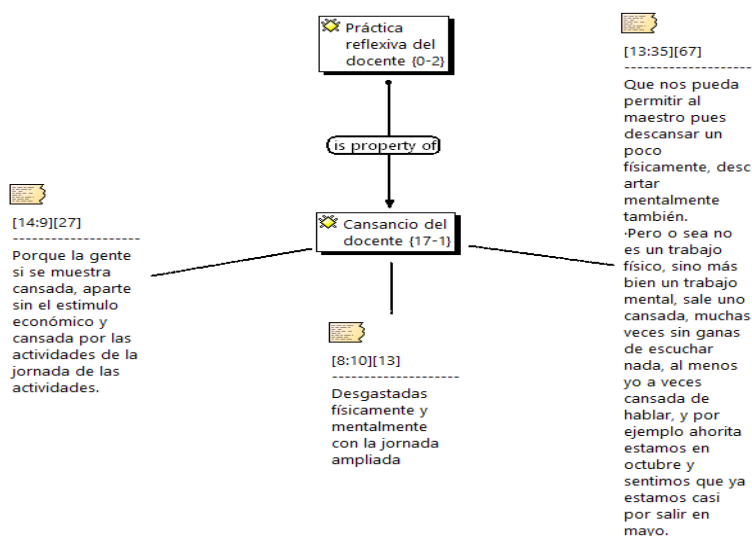 Práctica
reflexiva del
docente {0-2}
is property of
Cansancio del
docente {17-1}
[14:9][27]
---------------------
Porque la gente
si se muestra
cansada, aparte
sin el estimulo
económico y
cansada por las
actividades de la
jornada de las
actividades.
[8:10][13]
---------------------
Desgastadas
físicamente y
mentalmente
con la jornada
ampliada
[13:35][67]
---------------------
Que nos pueda
permitir al
maestro pues
descansar un
poco
físicamente, desc
artar
mentalmente
también.
·Pero o sea no
es un trabajo
físico, sino más
bien un trabajo
mental, sale uno
cansada, muchas
veces sin ganas
de escuchar
nada, al menos
yo a veces
cansada de
hablar, y por
ejemplo ahorita
estamos en
octubre y
sentimos que ya
estamos casi
por salir en
mayo.